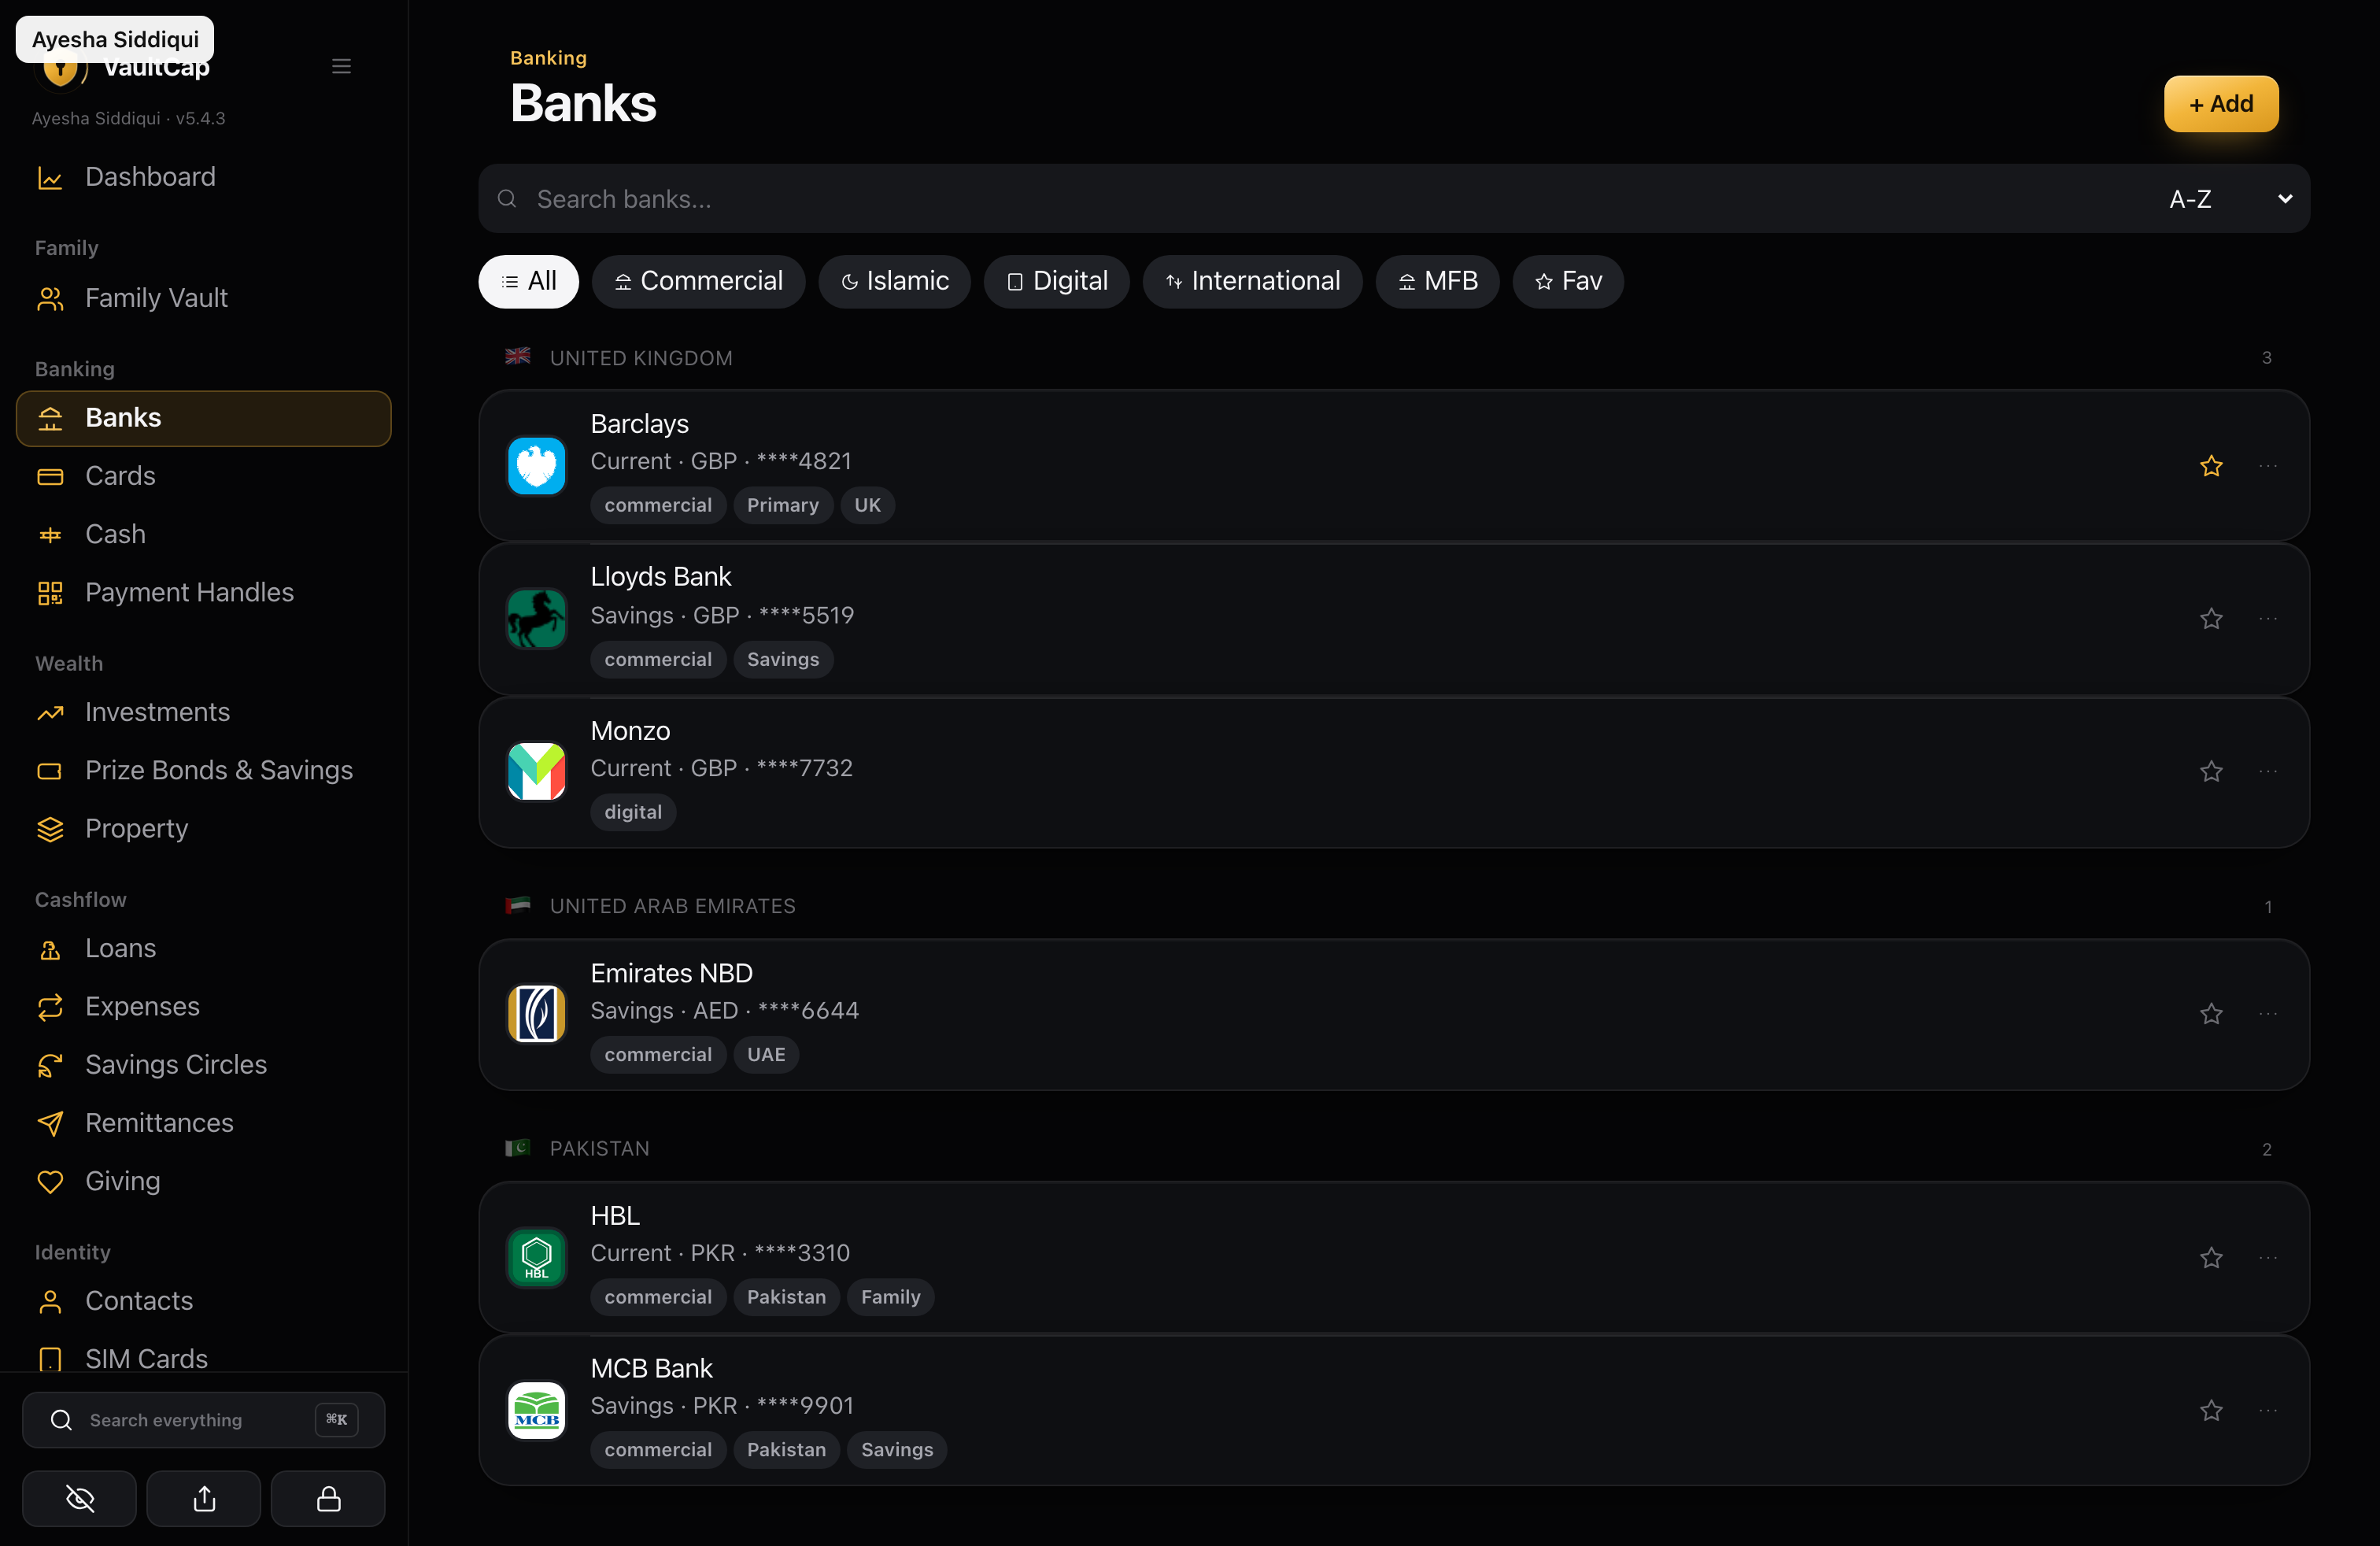 Ayesha Siddiqui
VaultCap
Ayesha Siddiqui · v5.4.3
Dashboard
Family
Family Vault
Banking
Banks
Cards
Cash
Payment Handles
Wealth
Investments
Prize Bonds & Savings
Property
Cashflow
Loans
Expenses
Savings Circles
Remittances
Giving
Identity
Contacts
SIM Cards
Search everything ⌘K
Banking
Banks
+ Add
Search banks...
A-Z
All Commercial Islamic Digital International MFB Fav
UNITED KINGDOM 3
Barclays
Current · GBP · ****4821
commercial Primary UK
Lloyds Bank
Savings · GBP · ****5519
commercial Savings
Monzo
Current · GBP · ****7732
digital
UNITED ARAB EMIRATES 1
Emirates NBD
Savings · AED · ****6644
commercial UAE
PAKISTAN 2
HBL
HBL
Current · PKR · ****3310
commercial Pakistan Family
MCB
MCB Bank
Savings · PKR · ****9901
commercial Pakistan Savings